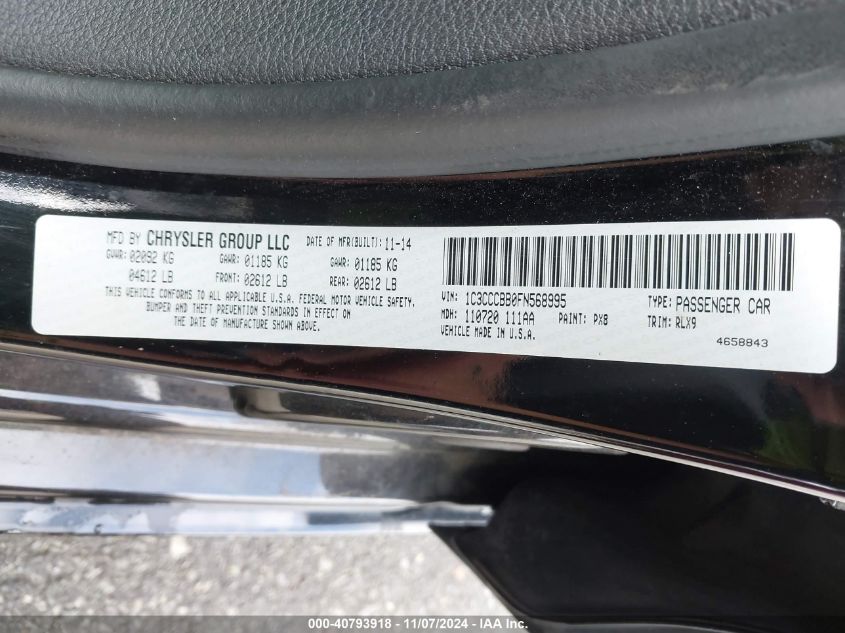 MFD BY CHRYSLER GROUP LLC DATE OF MFR(BUILT): 11-14
GVWR: 02092 KG GAWR: 01185 KG GAWR: 01185 KG
04612 LB FRONT: 02612 LB REAR: 02612 LB
THIS VEHICLE CONFORMS TO ALL APPLICABLE U.S.A. FEDERAL MOTOR VEHICLE SAFETY,
BUMPER AND THEFT PREVENTION STANDARDS IN EFFECT ON
THE DATE OF MANUFACTURE SHOWN ABOVE.
VIN: 1C3CCCBB0FN568995 TYPE: PASSENGER CAR
MDH: 110720 111AA PAINT: PX8 TRIM: RLX9
VEHICLE MADE IN U.S.A.
4658843
000-40793918 - 11/07/2024 - IAA Inc.